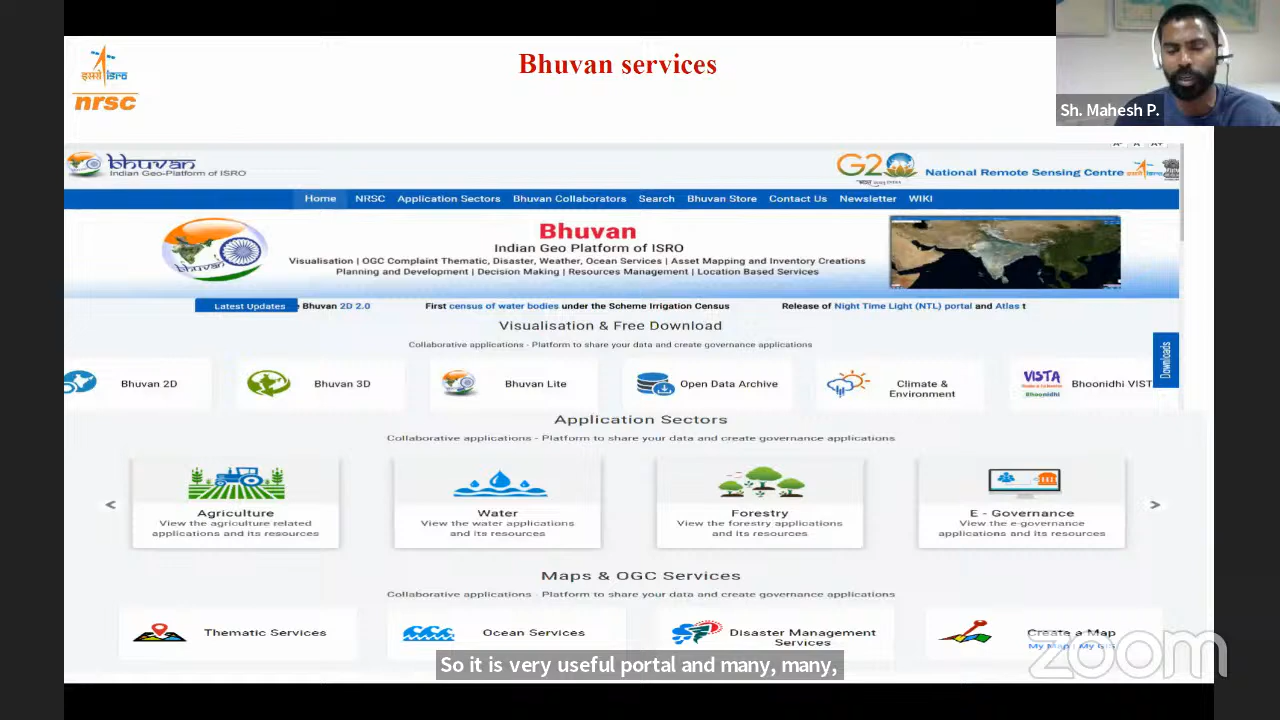 Bhuvan services
इसरो isro
nrsc
Sh. Mahesh P.
A- A A+
bhuvan
Indian Geo-Platform of ISRO
G20
National Remote Sensing Centre
isro
Home NRSC Application Sectors Bhuvan Collaborators Search Bhuvan Store Contact Us Newsletter WIKI
bhuvan
Bhuvan
Indian Geo Platform of ISRO
Visualisation | OGC Complaint Thematic, Disaster, Weather, Ocean Services | Asset Mapping and Inventory Creations
Planning and Development | Decision Making | Resources Management | Location Based Services
Latest Updates Bhuvan 2D 2.0 First census of water bodies under the Scheme Irrigation Census Release of Night Time Light (NTL) portal and Atlas t
Visualisation & Free Download
Collaborative applications - Platform to share your data and create governance applications
Downloads
Bhuvan 2D
Bhuvan 3D
Bhuvan Lite
Open Data Archive
Climate &
Environment
VISTA
Bhoonidhi
Bhoonidhi VIST
Application Sectors
Collaborative applications - Platform to share your data and create governance applications
<
Agriculture
View the agriculture related
applications and its resources
Water
View the water applications
and its resources
Forestry
View the forestry applications
and its resources
E - Governance
View the e-governance
applications and its resources
>
Maps & OGC Services
Collaborative applications - Platform to share your data and create governance applications
Thematic Services
Ocean Services
Disaster Management
Services
Create a Map
My Map | My GIS
zoom
So it is very useful portal and many, many,